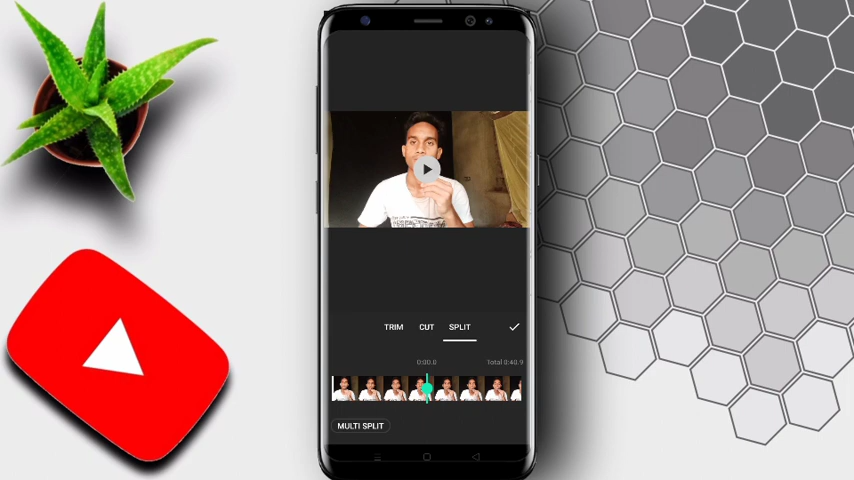 TRIM CUT SPLIT
0:00.0 Total 0:40.9
MULTI SPLIT